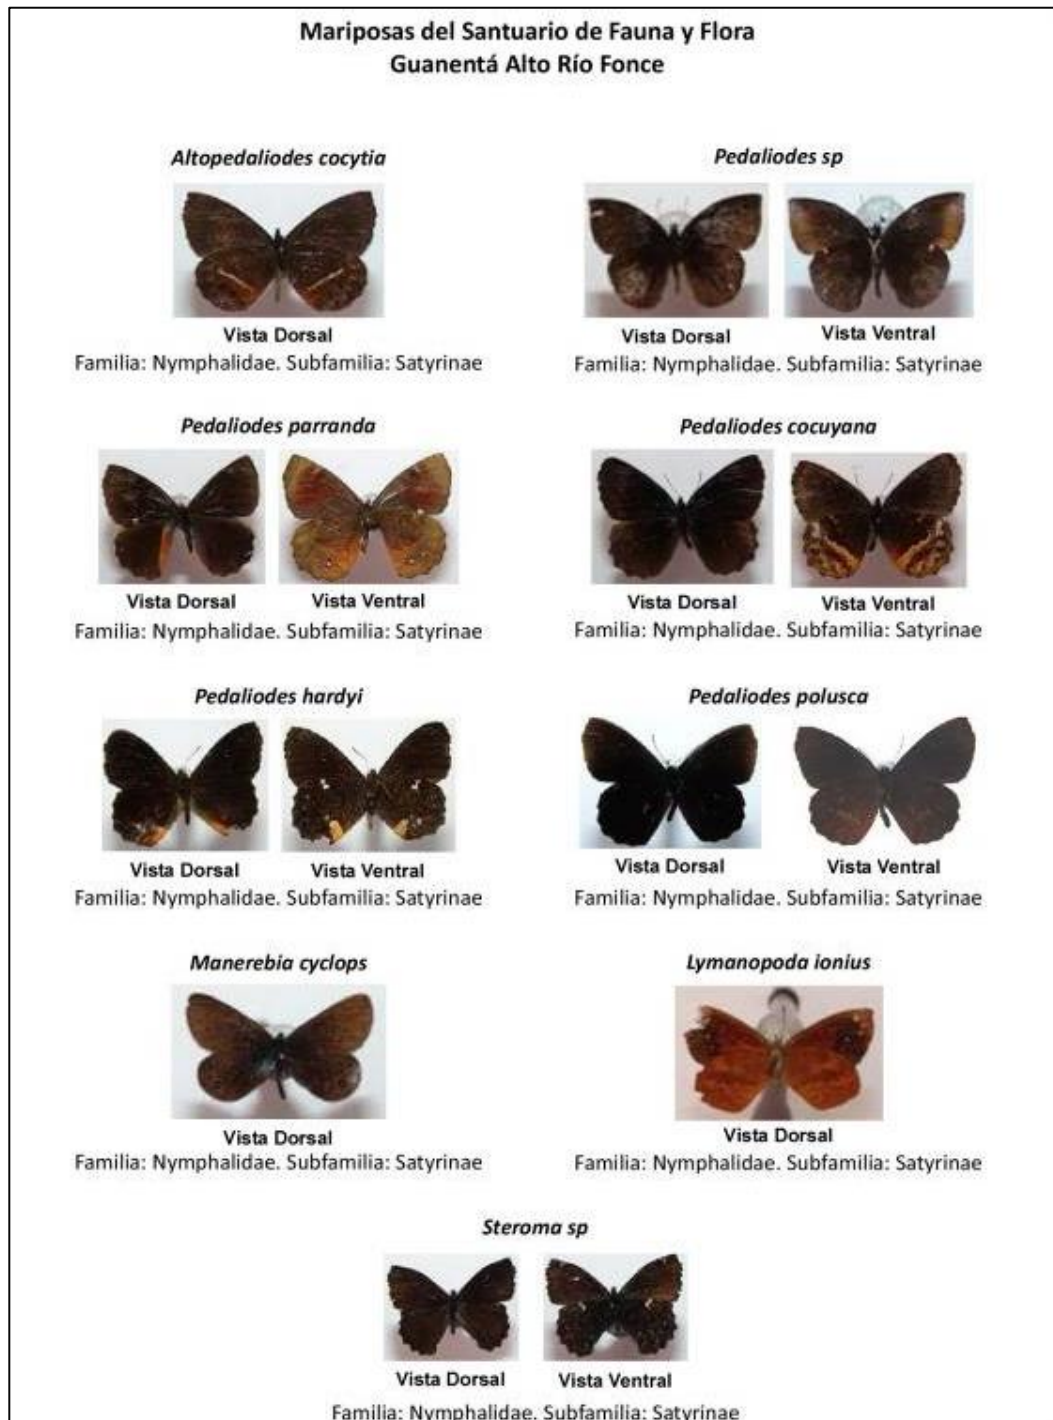 Mariposas del Santuario de Fauna y Flora
Guanentá Alto Río Fonce
Altopedaliodes cocytia
Vista Dorsal
Familia: Nymphalidae. Subfamilia: Satyrinae
Pedaliodes sp
Vista Dorsal
Vista Ventral
Familia: Nymphalidae. Subfamilia: Satyrinae
Pedaliodes parranda
Vista Dorsal
Vista Ventral
Familia: Nymphalidae. Subfamilia: Satyrinae
Pedaliodes cocuyana
Vista Dorsal
Vista Ventral
Familia: Nymphalidae. Subfamilia: Satyrinae
Pedaliodes hardyi
Vista Dorsal
Vista Ventral
Familia: Nymphalidae. Subfamilia: Satyrinae
Pedaliodes polusca
Vista Dorsal
Vista Ventral
Familia: Nymphalidae. Subfamilia: Satyrinae
Manerebia cyclops
Vista Dorsal
Familia: Nymphalidae. Subfamilia: Satyrinae
Lymanopoda ionius
Vista Dorsal
Familia: Nymphalidae. Subfamilia: Satyrinae
Steroma sp
Vista Dorsal
Vista Ventral
Familia: Nymphalidae. Subfamilia: Satyrinae